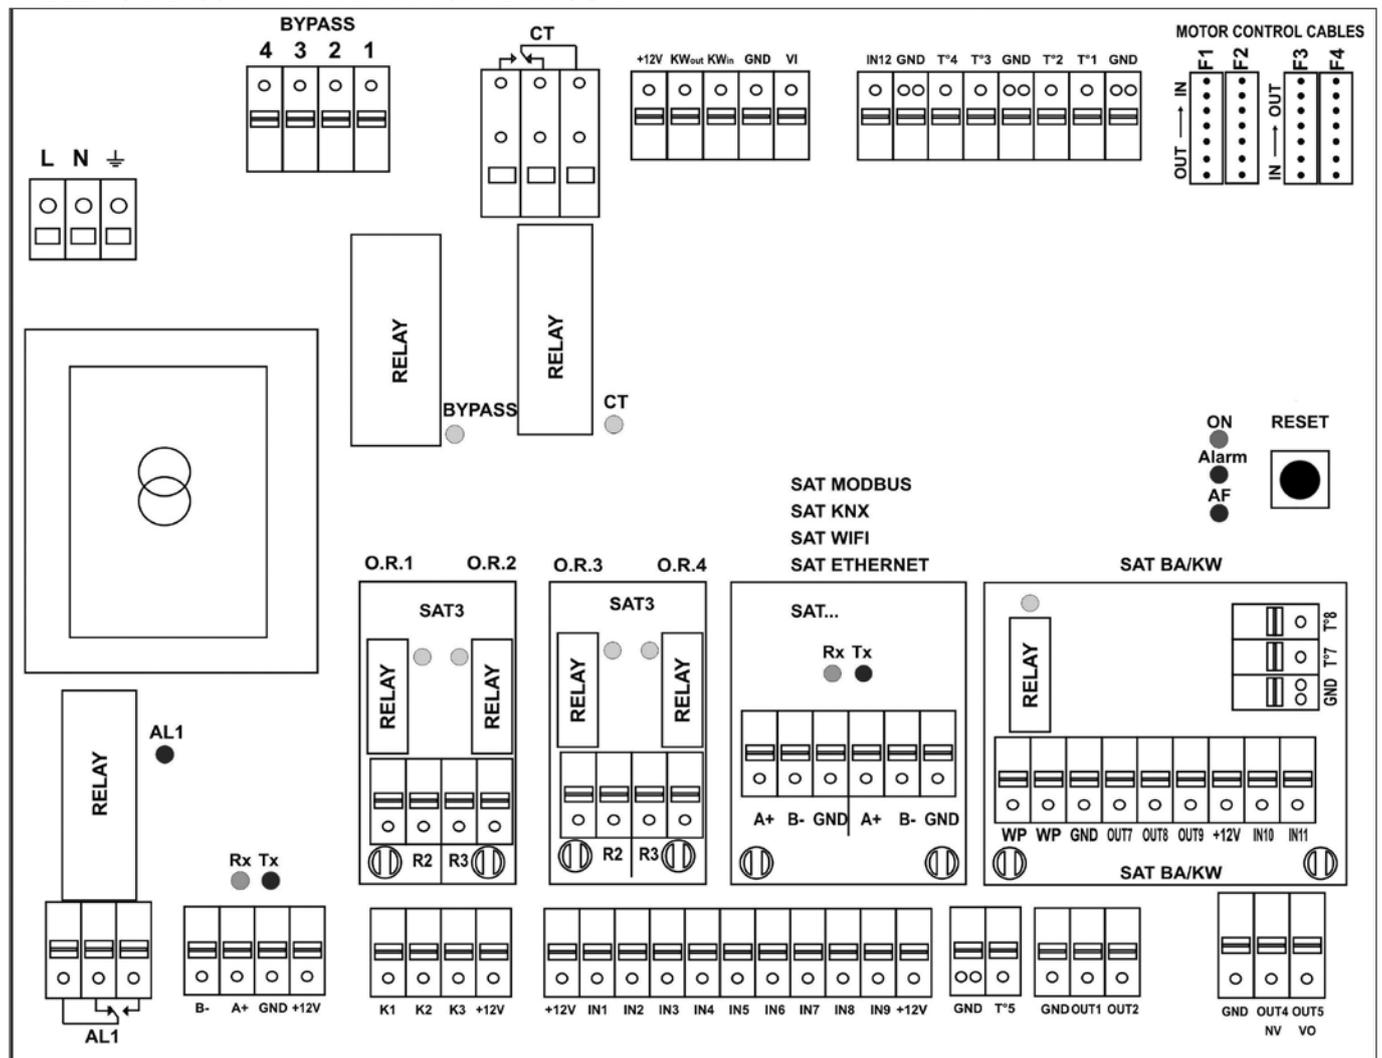 BYPASS
4 3 2 1
CT
+12V KWout KWin GND VI
IN12 GND T°4 T°3 GND T°2 T°1 GND
MOTOR CONTROL CABLES
F1 F2 F3 F4
OUT → IN
IN → OUT
L N
RELAY
RELAY
BYPASS
CT
ON
Alarm
AF
RESET
SAT MODBUS
SAT KNX
SAT WIFI
SAT ETHERNET
O.R.1 O.R.2
SAT3
RELAY RELAY
R2 R3
O.R.3 O.R.4
SAT3
RELAY RELAY
R2 R3
SAT...
Rx Tx
A+ B- GND A+ B- GND
SAT BA/KW
RELAY
T°8
T°7
GND
WP WP GND OUT7 OUT8 OUT9 +12V IN10 IN11
SAT BA/KW
RELAY
AL1
AL1
Rx Tx
B- A+ GND +12V
K1 K2 K3 +12V
+12V IN1 IN2 IN3 IN4 IN5 IN6 IN7 IN8 IN9 +12V
GND T°5
GND OUT1 OUT2
GND OUT4 OUT5
NV VO